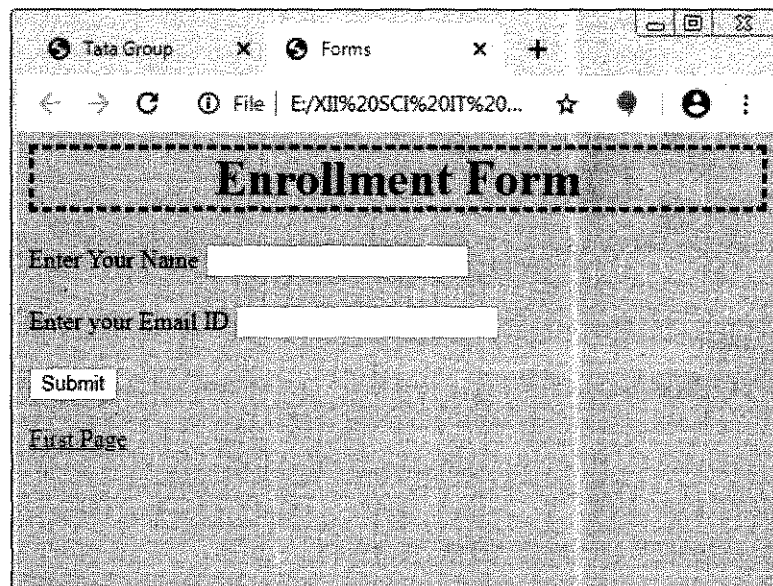 Tata Group × Forms × +
File | E:/XII%20SCI%20IT%20...
Enrollment Form
Enter Your Name
Enter your Email ID
Submit
First Page